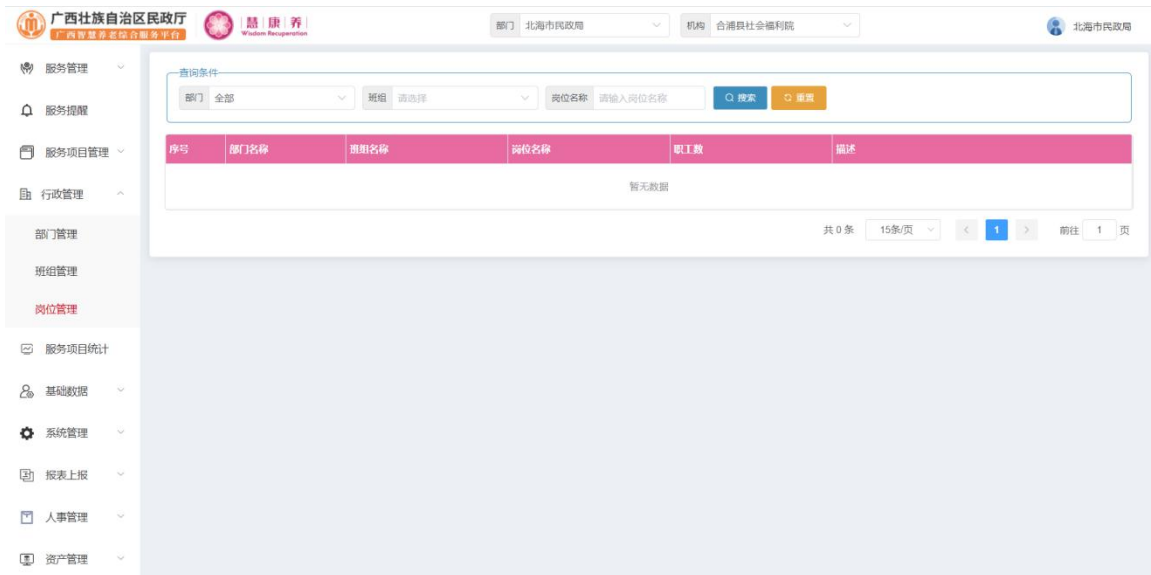 广西壮族自治区民政厅
广西智慧养老综合服务平台
慧 康 养
Wisdom Recuperation
部门 北海市民政局
机构 合浦县社会福利院
北海市民政局
服务管理
服务提醒
服务项目管理
行政管理
部门管理
班组管理
岗位管理
服务项目统计
基础数据
系统管理
报表上报
人事管理
资产管理
查询条件
部门 全部 班组 请选择 岗位名称 请输入岗位名称 搜索 重置
序号 部门名称 班组名称 岗位名称 职工数 描述
暂无数据
共 0 条 15条/页 1 前往 1 页